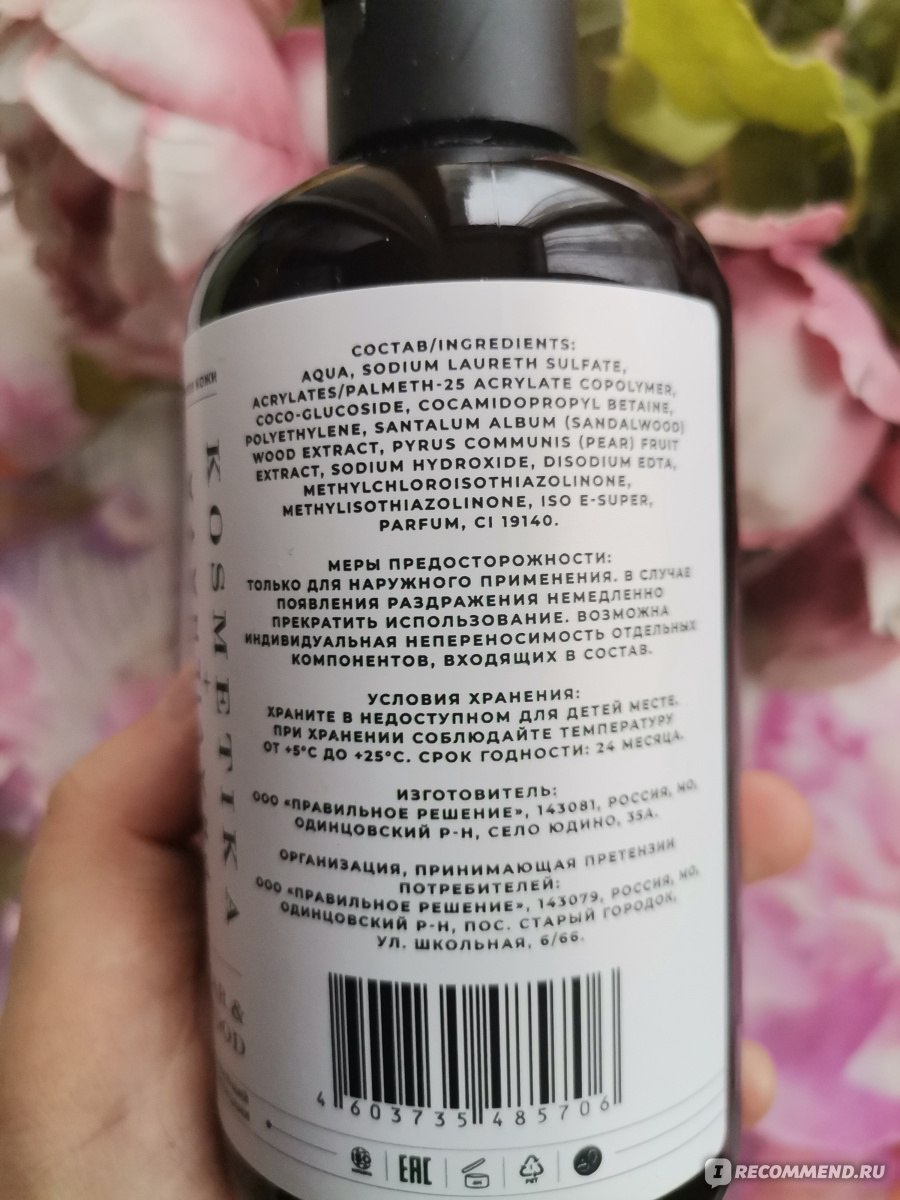 СОСТАВ/INGREDIENTS:
AQUA, SODIUM LAURETH SULFATE,
ACRYLATES/PALMETH-25 ACRYLATE COPOLYMER,
COCO-GLUCOSIDE, COCAMIDOPROPYL BETAINE,
POLYETHYLENE, SANTALUM ALBUM (SANDALWOOD)
WOOD EXTRACT, PYRUS COMMUNIS (PEAR) FRUIT
EXTRACT, SODIUM HYDROXIDE, DISODIUM EDTA,
METHYLCHLOROISOTHIAZOLINONE,
METHYLISOTHIAZOLINONE, ISO E-SUPER,
PARFUM, CI 19140.
МЕРЫ ПРЕДОСТОРОЖНОСТИ:
ТОЛЬКО ДЛЯ НАРУЖНОГО ПРИМЕНЕНИЯ. В СЛУЧАЕ
ПОЯВЛЕНИЯ РАЗДРАЖЕНИЯ НЕМЕДЛЕННО
ПРЕКРАТИТЬ ИСПОЛЬЗОВАНИЕ. ВОЗМОЖНА
ИНДИВИДУАЛЬНАЯ НЕПЕРЕНОСИМОСТЬ ОТДЕЛЬНЫХ
КОМПОНЕНТОВ, ВХОДЯЩИХ В СОСТАВ.
УСЛОВИЯ ХРАНЕНИЯ:
ХРАНИТЕ В НЕДОСТУПНОМ ДЛЯ ДЕТЕЙ МЕСТЕ.
ПРИ ХРАНЕНИИ СОБЛЮДАЙТЕ ТЕМПЕРАТУРУ
ОТ +5°С ДО +25°С. СРОК ГОДНОСТИ: 24 МЕСЯЦА.
ИЗГОТОВИТЕЛЬ:
ООО «ПРАВИЛЬНОЕ РЕШЕНИЕ», 143081, РОССИЯ, МО,
ОДИНЦОВСКИЙ Р-Н, СЕЛО ЮДИНО, 35А.
ОРГАНИЗАЦИЯ, ПРИНИМАЮЩАЯ ПРЕТЕНЗИИ
ПОТРЕБИТЕЛЕЙ:
ООО «ПРАВИЛЬНОЕ РЕШЕНИЕ», 143079, РОССИЯ, МО,
ОДИНЦОВСКИЙ Р-Н, ПОС. СТАРЫЙ ГОРОДОК,
УЛ. ШКОЛЬНАЯ, 6/66.
4 603735 485706
EAC
PET
КОЖИ
KOSMETIKA
&
IRECOMMEND.RU